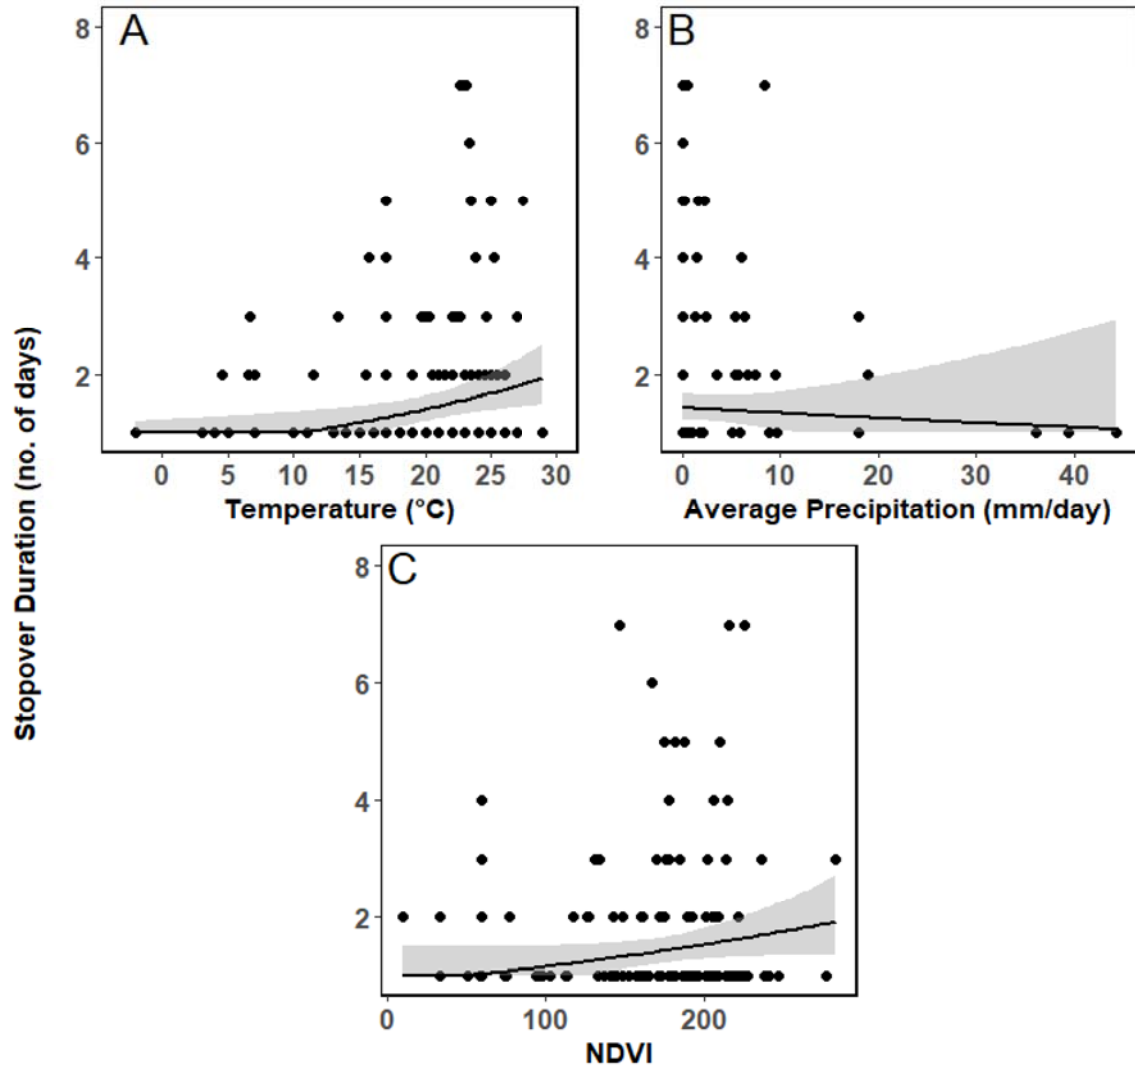 A
8
6
4
2
0 5 10 15 20 25 30
Temperature (°C)
B
8
6
4
2
0 10 20 30 40
Average Precipitation (mm/day)
Stopover Duration (no. of days)
C
8
6
4
2
0 100 200
NDVI